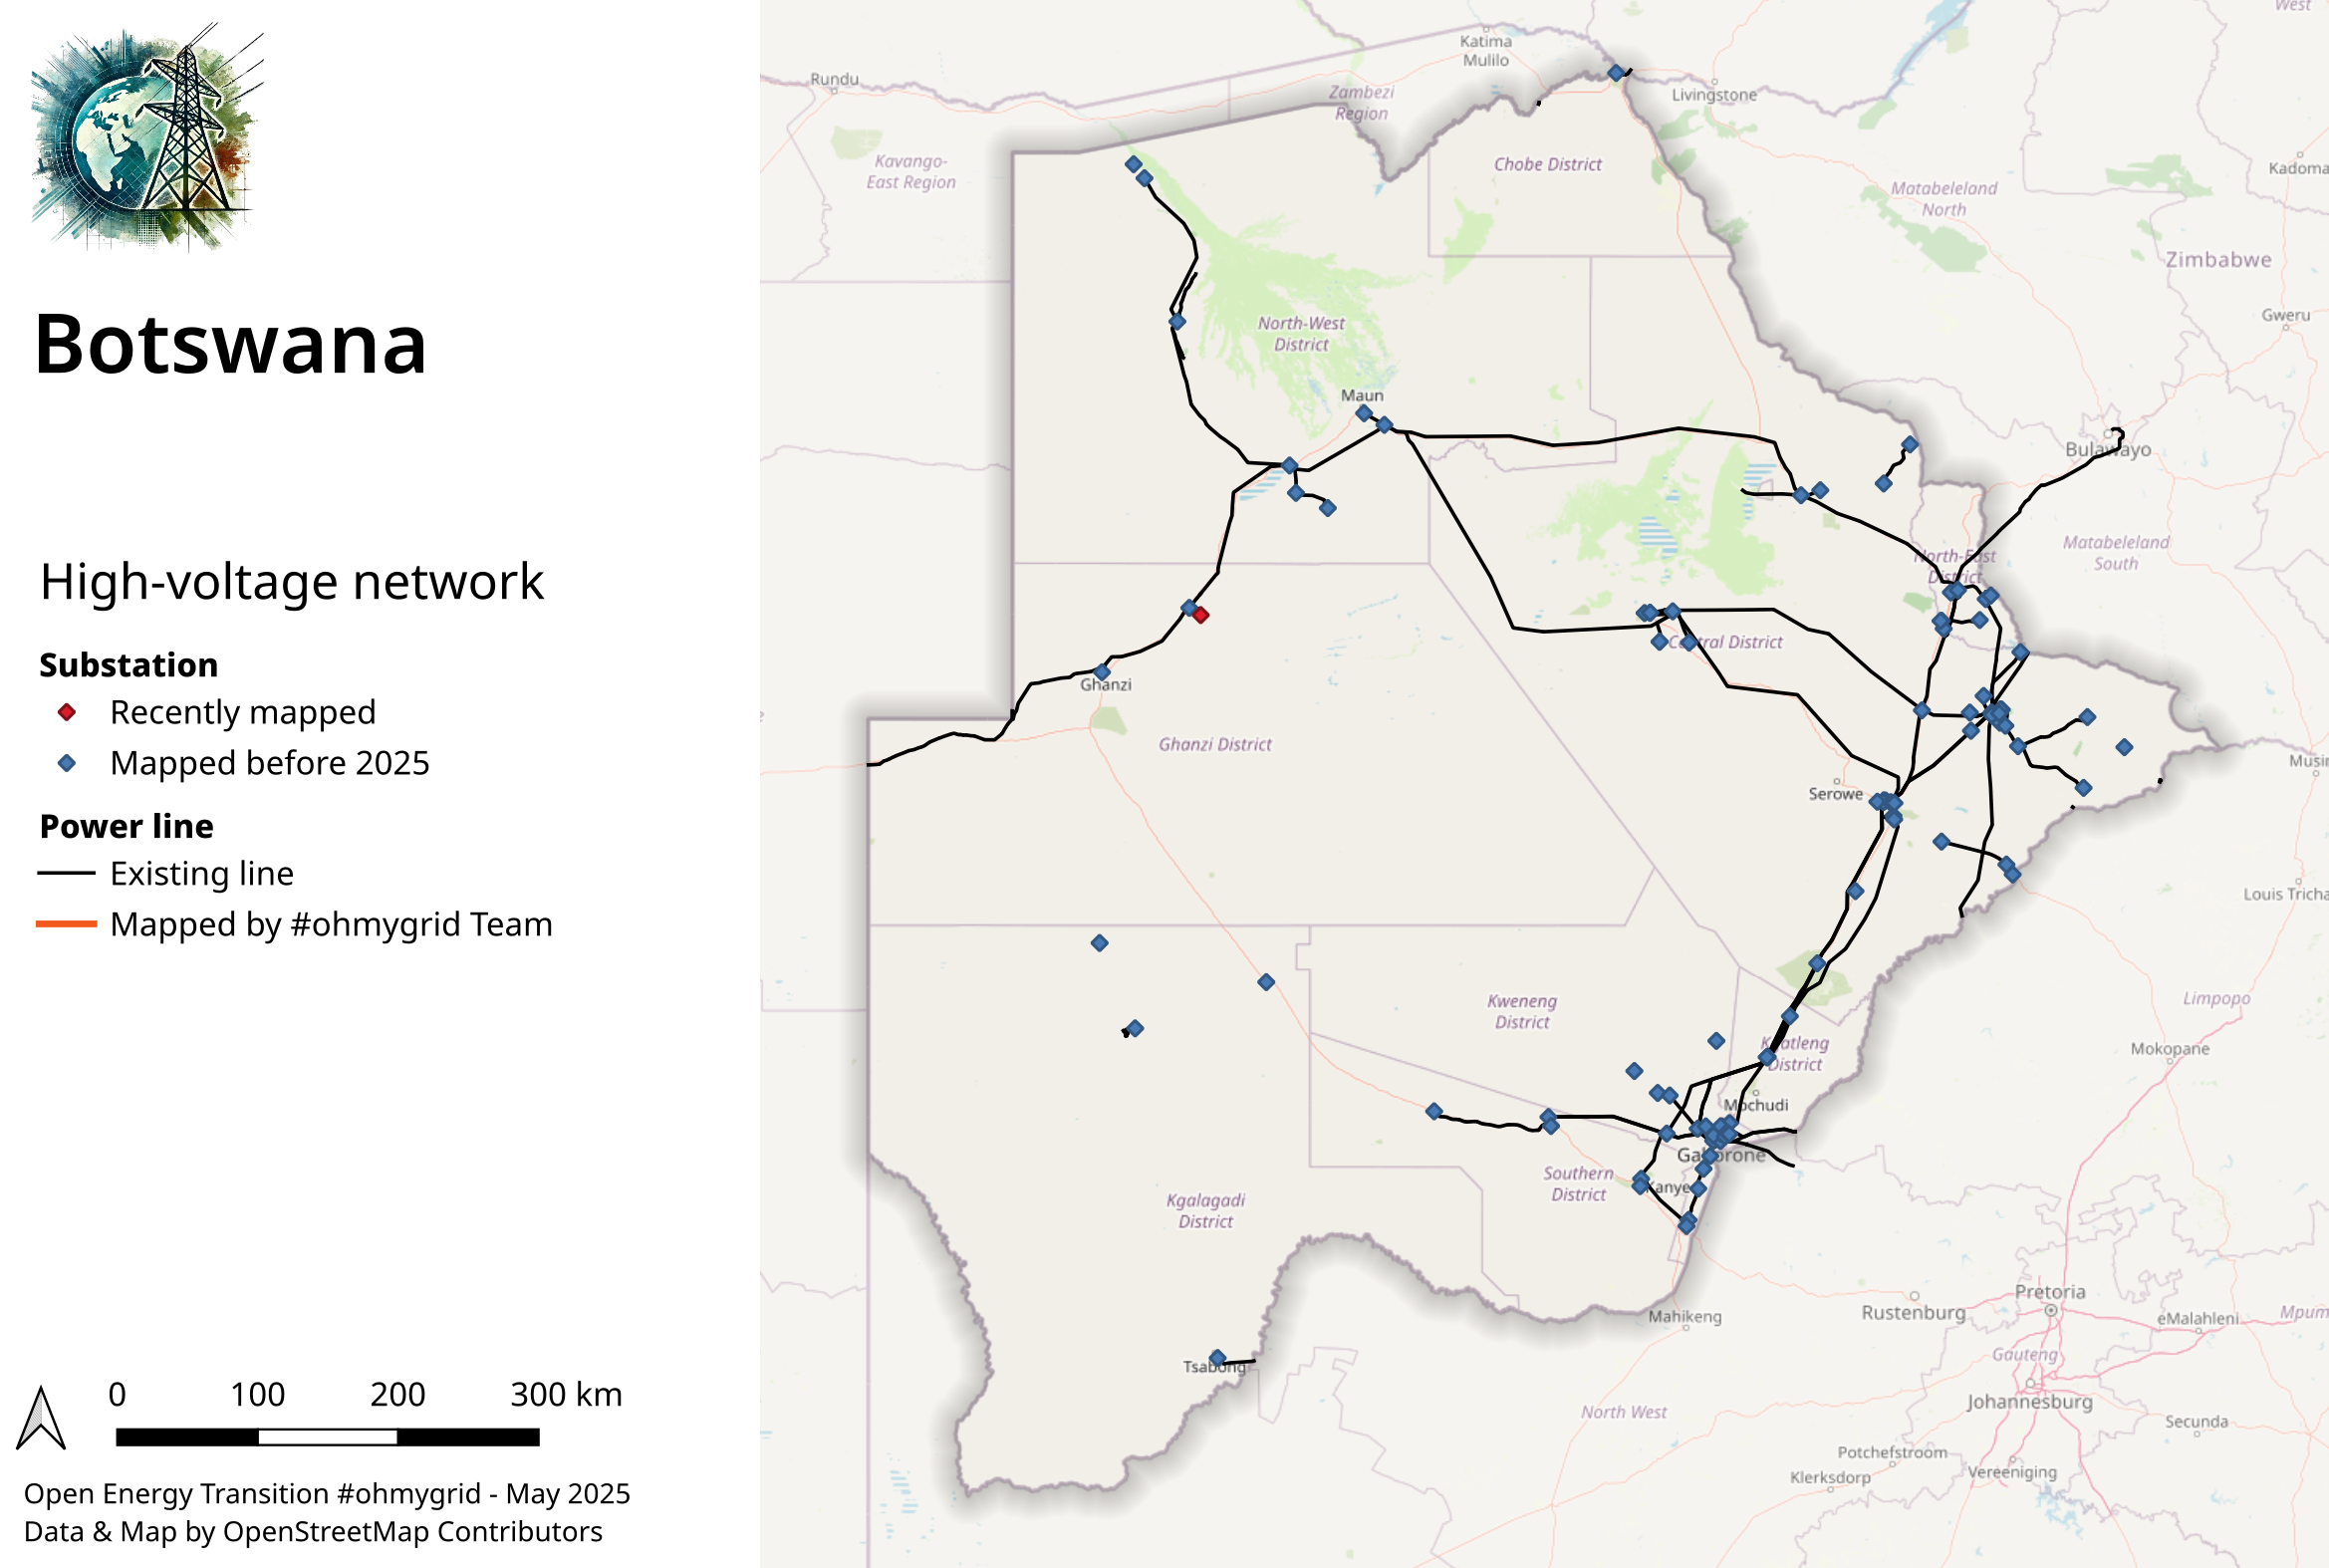 Botswana
High-voltage network
Substation
Recently mapped
Mapped before 2025
Power line
Existing line
Mapped by #ohmygrid Team
0 100 200 300 km
Open Energy Transition #ohmygrid - May 2025
Data & Map by OpenStreetMap Contributors
West
Katima
Mulilo
Rundu
Livingstone
Zambezi
Region
Kavango-
East Region
Chobe District
Kadoma
Matabeleland
North
Zimbabwe
Gweru
North-West
District
Maun
Bulawayo
Matabeleland
South
North-East
District
Central District
Ghanzi
Ghanzi District
Serowe
Louis Tricha
Limpopo
Kweneng
District
Kgatleng
District
Mokopane
Mochudi
Gaborone
Southern
District
Kanye
Kgalagadi
District
Pretoria
Rustenburg
Mahikeng
eMalahleni
Mpum
Gauteng
Tsabong
Johannesburg
North West
Secunda
Potchefstroom
Klerksdorp
Vereeniging